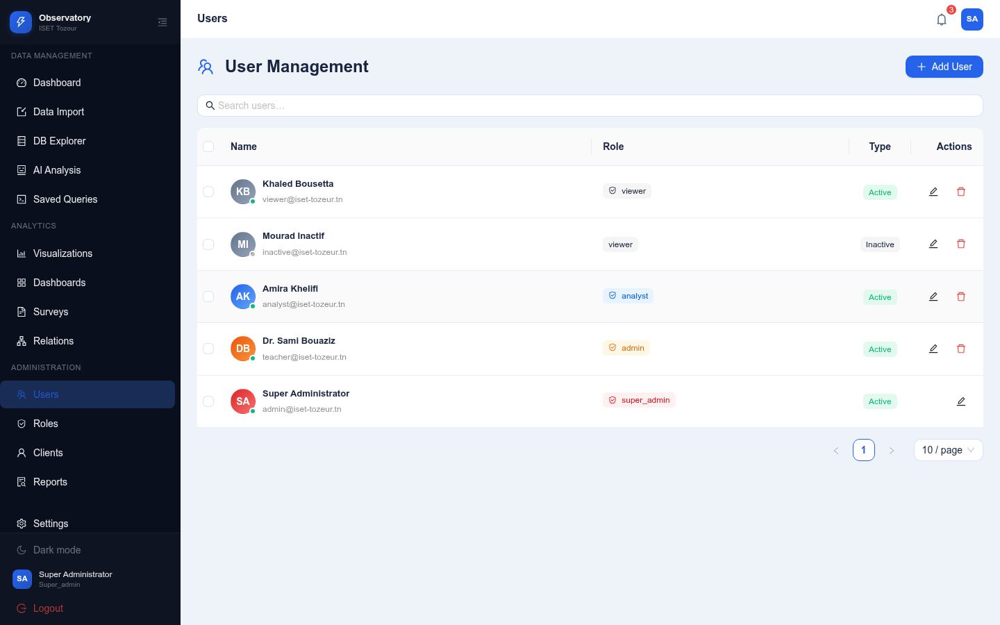 Observatory
ISET Tozeur
DATA MANAGEMENT
Dashboard
Data Import
DB Explorer
AI Analysis
Saved Queries
ANALYTICS
Visualizations
Dashboards
Surveys
Relations
ADMINISTRATION
Users
Roles
Clients
Reports
Settings
Dark mode
SA
Super Administrator
Super_admin
Logout
Users
3
SA
User Management
Add User
Search users...
Name Role Type Actions
KB Khaled Bousetta viewer@iset-tozeur.tn viewer Active
MI Mourad Inactif inactive@iset-tozeur.tn viewer Inactive
AK Amira Khelifi analyst@iset-tozeur.tn analyst Active
DB Dr. Sami Bouaziz teacher@iset-tozeur.tn admin Active
SA Super Administrator admin@iset-tozeur.tn super_admin Active
1 10 / page